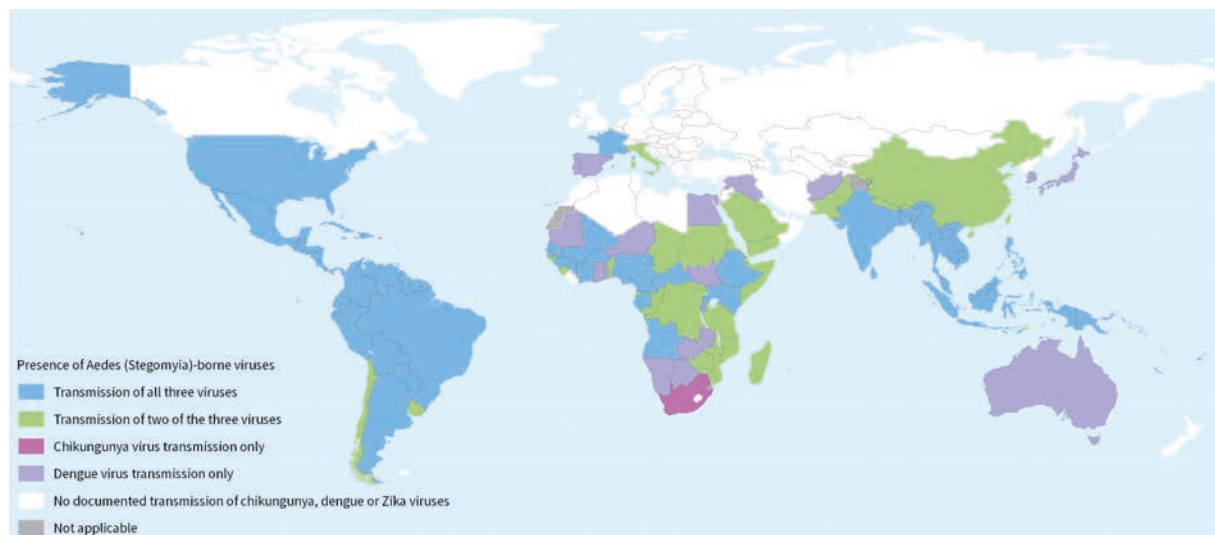 Presence of Aedes (Stegomyia)-borne viruses
Transmission of all three viruses
Transmission of two of the three viruses
Chikungunya virus transmission only
Dengue virus transmission only
No documented transmission of chikungunya, dengue or Zika viruses
Not applicable